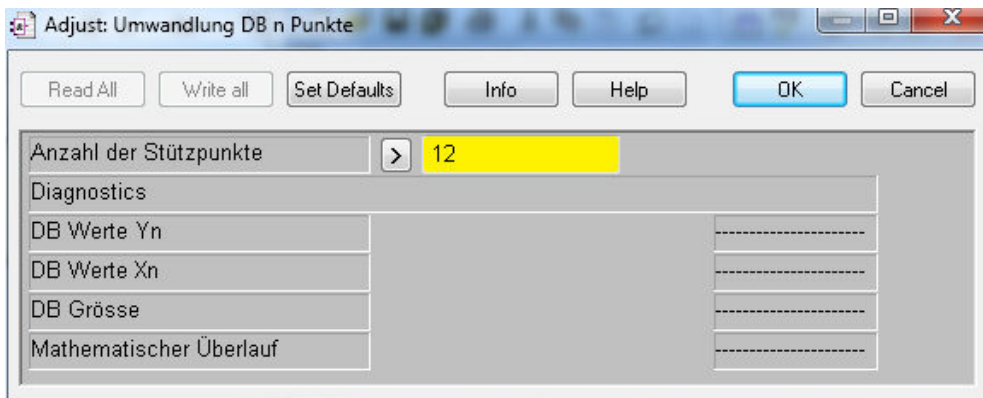 Adjust: Umwandlung DB n Punkte
Read All Write all Set Defaults Info Help OK Cancel
Anzahl der Stützpunkte > 12
Diagnostics
DB Werte Yn --------------------
DB Werte Xn --------------------
DB Grösse --------------------
Mathematischer Überlauf --------------------